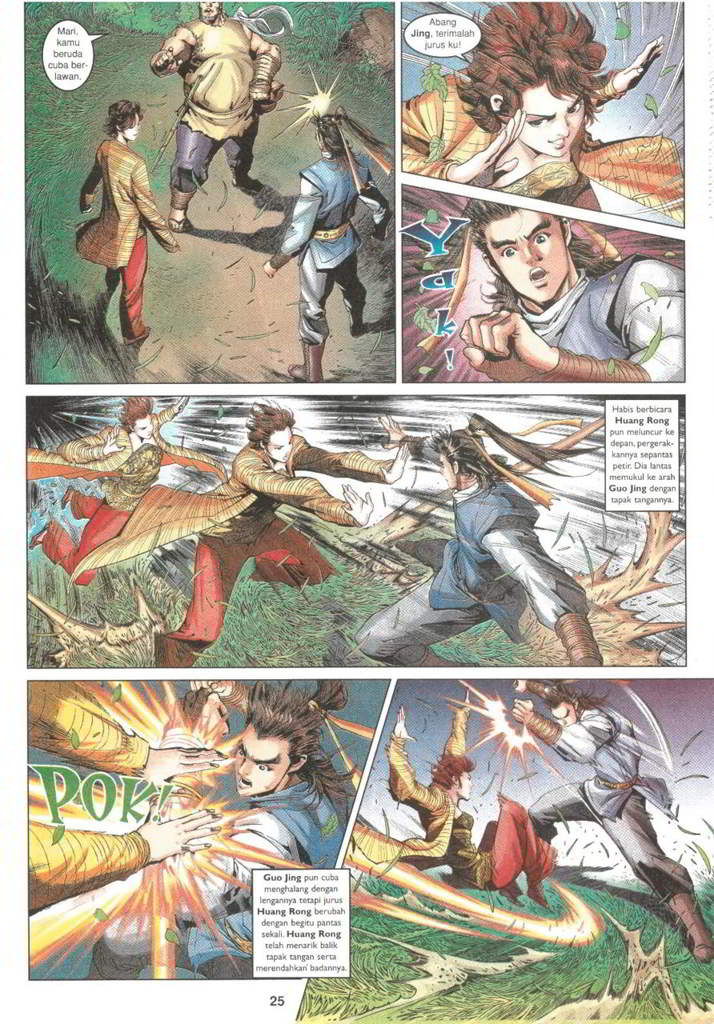 Mari,
kamu
beruda
cuba ber-
lawan.
Abang
Jing, terimalah
jurus ku!
Yak!
Habis berbicara
Huang Rong
pun meluncur ke
depan, pergerak-
kannya sepantas
petir. Dia lantas
memukul ke arah
Guo Jing dengan
tapak tangannya.
POK!
Guo Jing pun cuba
menghalang dengan
lengannya tetapi jurus
Huang Rong berubah
dengan begitu pantas
sekali. Huang Rong
telah menarik balik
tapak tangan serta
merendahkan badannya.
25